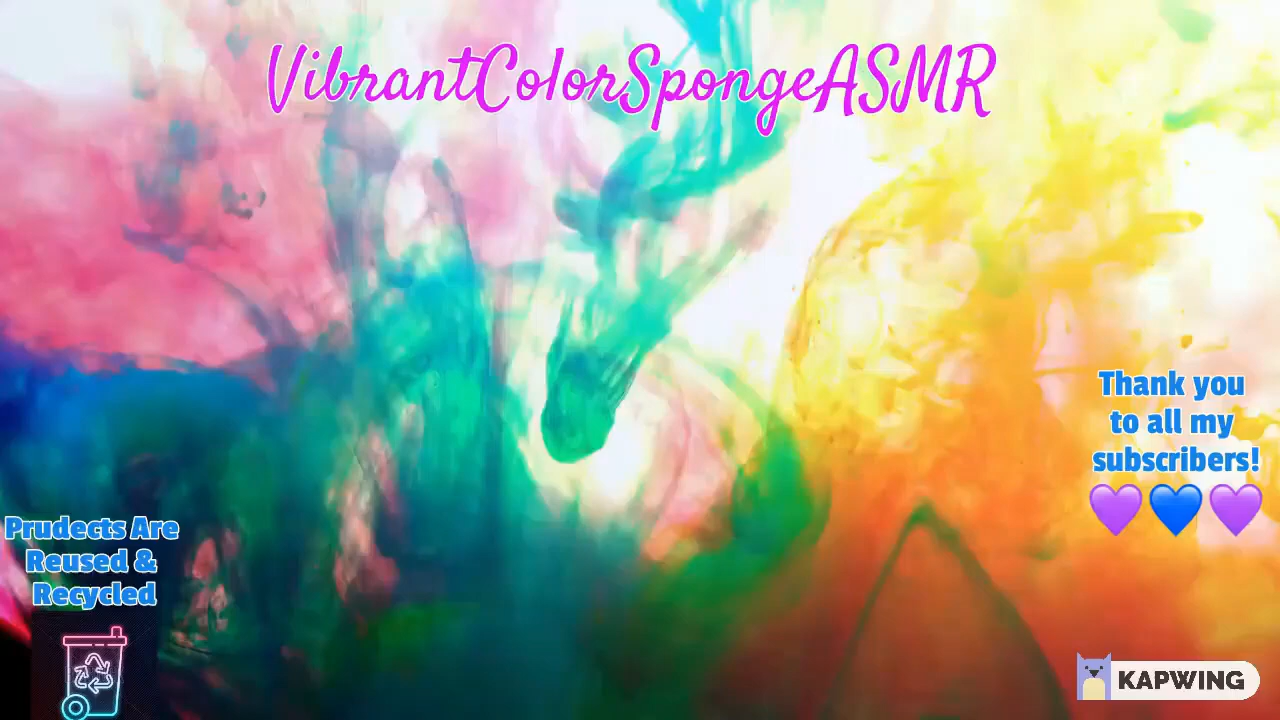 VibrantColorSpongeASMR
Thank you
to all my
subscribers!
Prudects Are
Reused &
Recycled
KAPWING